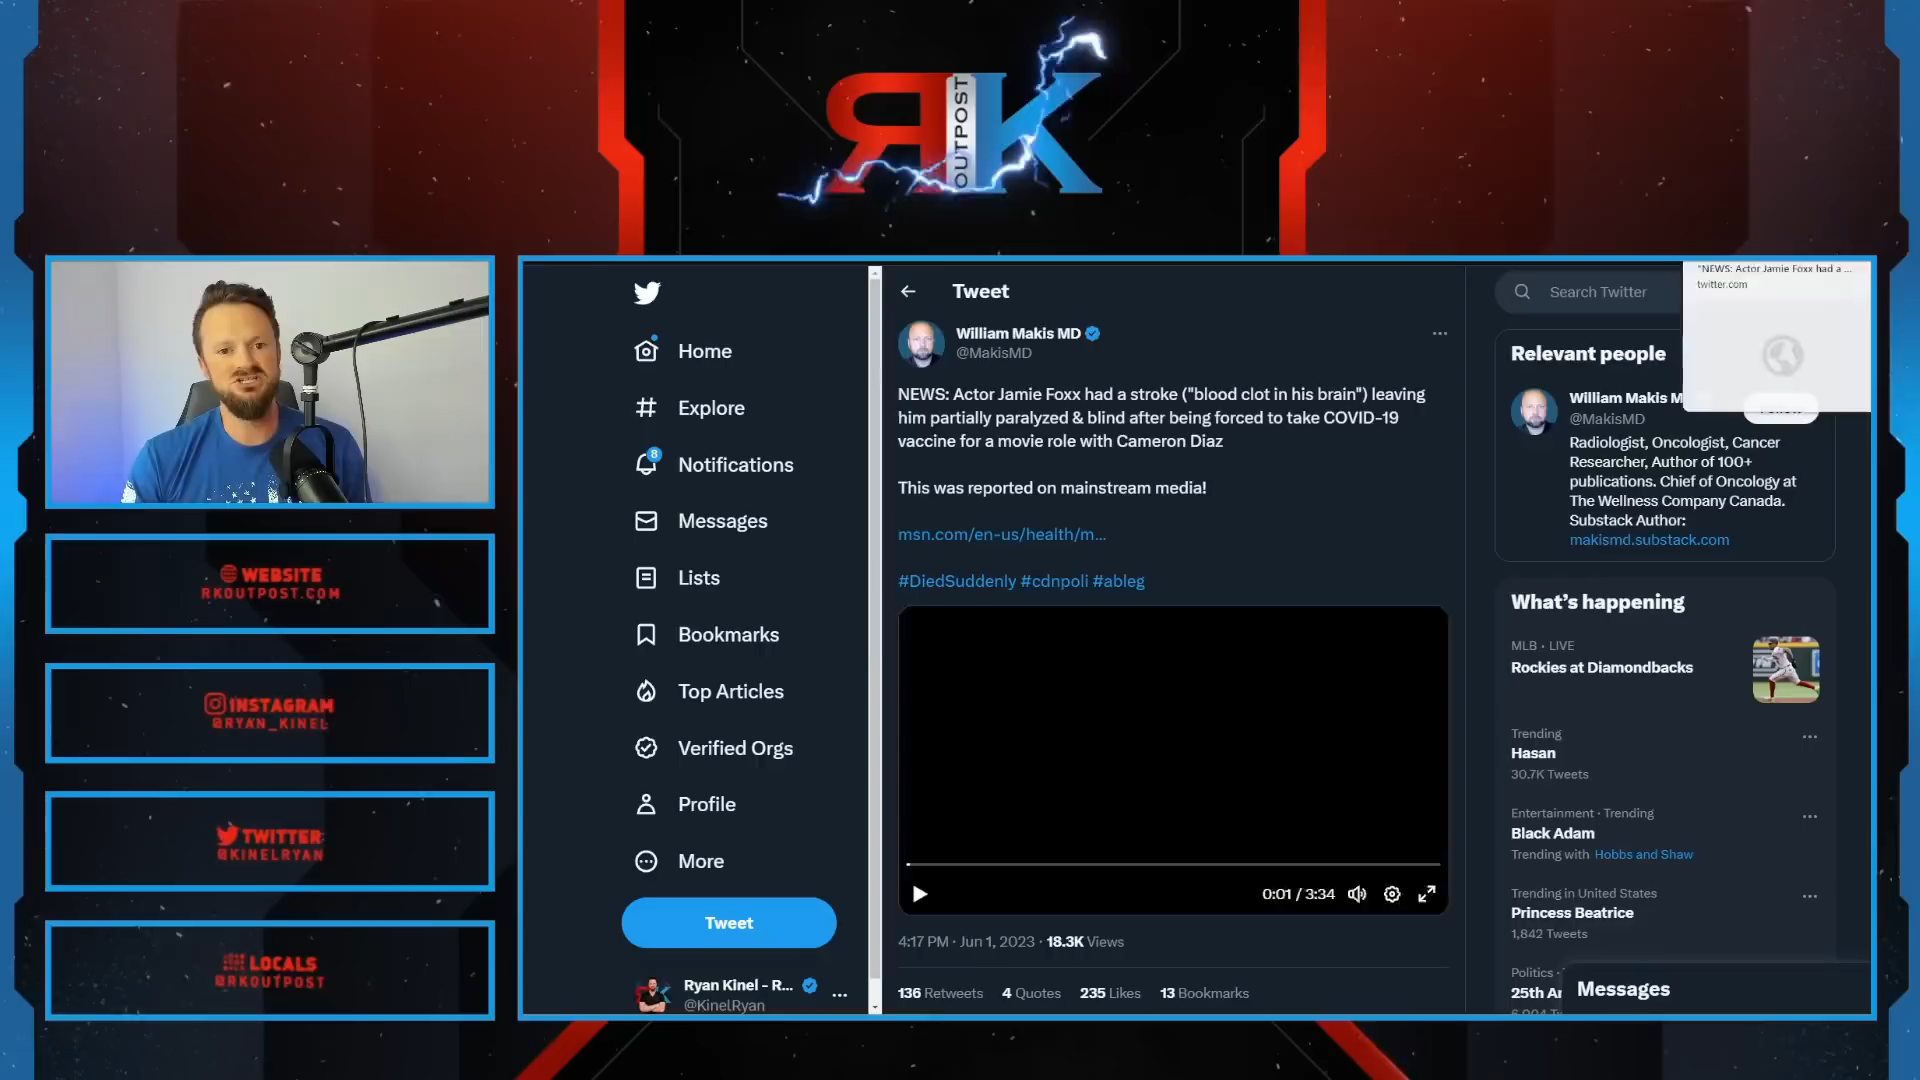 RK
OUTPOST
WEBSITE
RKOUTPOST.COM
INSTAGRAM
@RYAN_KINEL
TWITTER
@KINELRYAN
LOCALS
@RKOUTPOST
Home
Explore
8
Notifications
Messages
Lists
Bookmarks
Top Articles
Verified Orgs
Profile
More
Tweet
Ryan Kinel - R...
@KinelRyan
Tweet
William Makis MD
@MakisMD
NEWS: Actor Jamie Foxx had a stroke ("blood clot in his brain") leaving
him partially paralyzed & blind after being forced to take COVID-19
vaccine for a movie role with Cameron Diaz
This was reported on mainstream media!
msn.com/en-us/health/m...
#DiedSuddenly #cdnpoli #ableg
0:01 / 3:34
4:17 PM · Jun 1, 2023 · 18.3K Views
136 Retweets 4 Quotes 235 Likes 13 Bookmarks
Search Twitter
"NEWS: Actor Jamie Foxx had a ...
twitter.com
Relevant people
William Makis M
@MakisMD
Radiologist, Oncologist, Cancer
Researcher, Author of 100+
publications. Chief of Oncology at
The Wellness Company Canada.
Substack Author:
makismd.substack.com
What's happening
MLB · LIVE
Rockies at Diamondbacks
Trending
Hasan
30.7K Tweets
Entertainment · Trending
Black Adam
Trending with Hobbs and Shaw
Trending in United States
Princess Beatrice
1,842 Tweets
Politics ·
25th
Messages